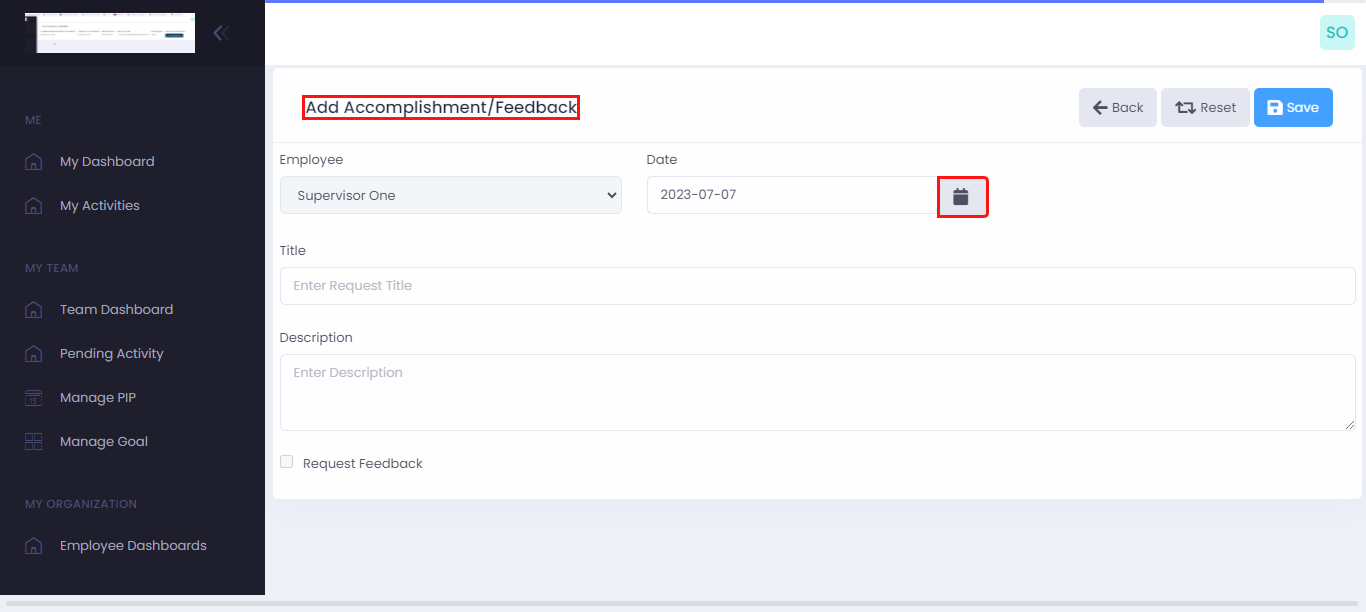 SO
Add Accomplishment/Feedback
Back
Reset
Save
ME
My Dashboard
My Activities
MY TEAM
Team Dashboard
Pending Activity
Manage PIP
15
Manage Goal
MY ORGANIZATION
Employee Dashboards
Employee
Date
Supervisor One
2023-07-07
Title
Enter Request Title
Description
Enter Description
Request Feedback